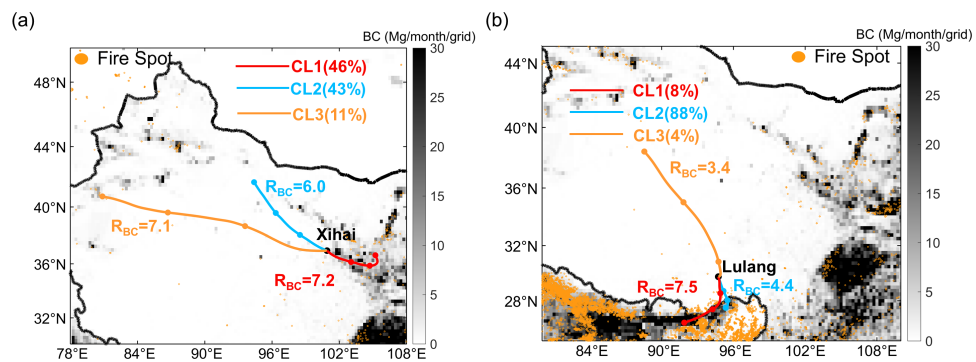 (a)
BC (Mg/month/grid)
Fire Spot
CL1(46%)
CL2(43%)
CL3(11%)
R_BC=6.0
R_BC=7.1
Xihai
R_BC=7.2
48°N
44°N
40°N
36°N
32°N
78°E 84°E 90°E 96°E 102°E 108°E
30
25
20
15
10
5
0
(b)
BC (Mg/month/grid)
Fire Spot
CL1(8%)
CL2(88%)
CL3(4%)
R_BC=3.4
Lulang
R_BC=7.5
R_BC=4.4
44°N
40°N
36°N
32°N
28°N
84°E 90°E 96°E 102°E 108°E
30
25
20
15
10
5
0